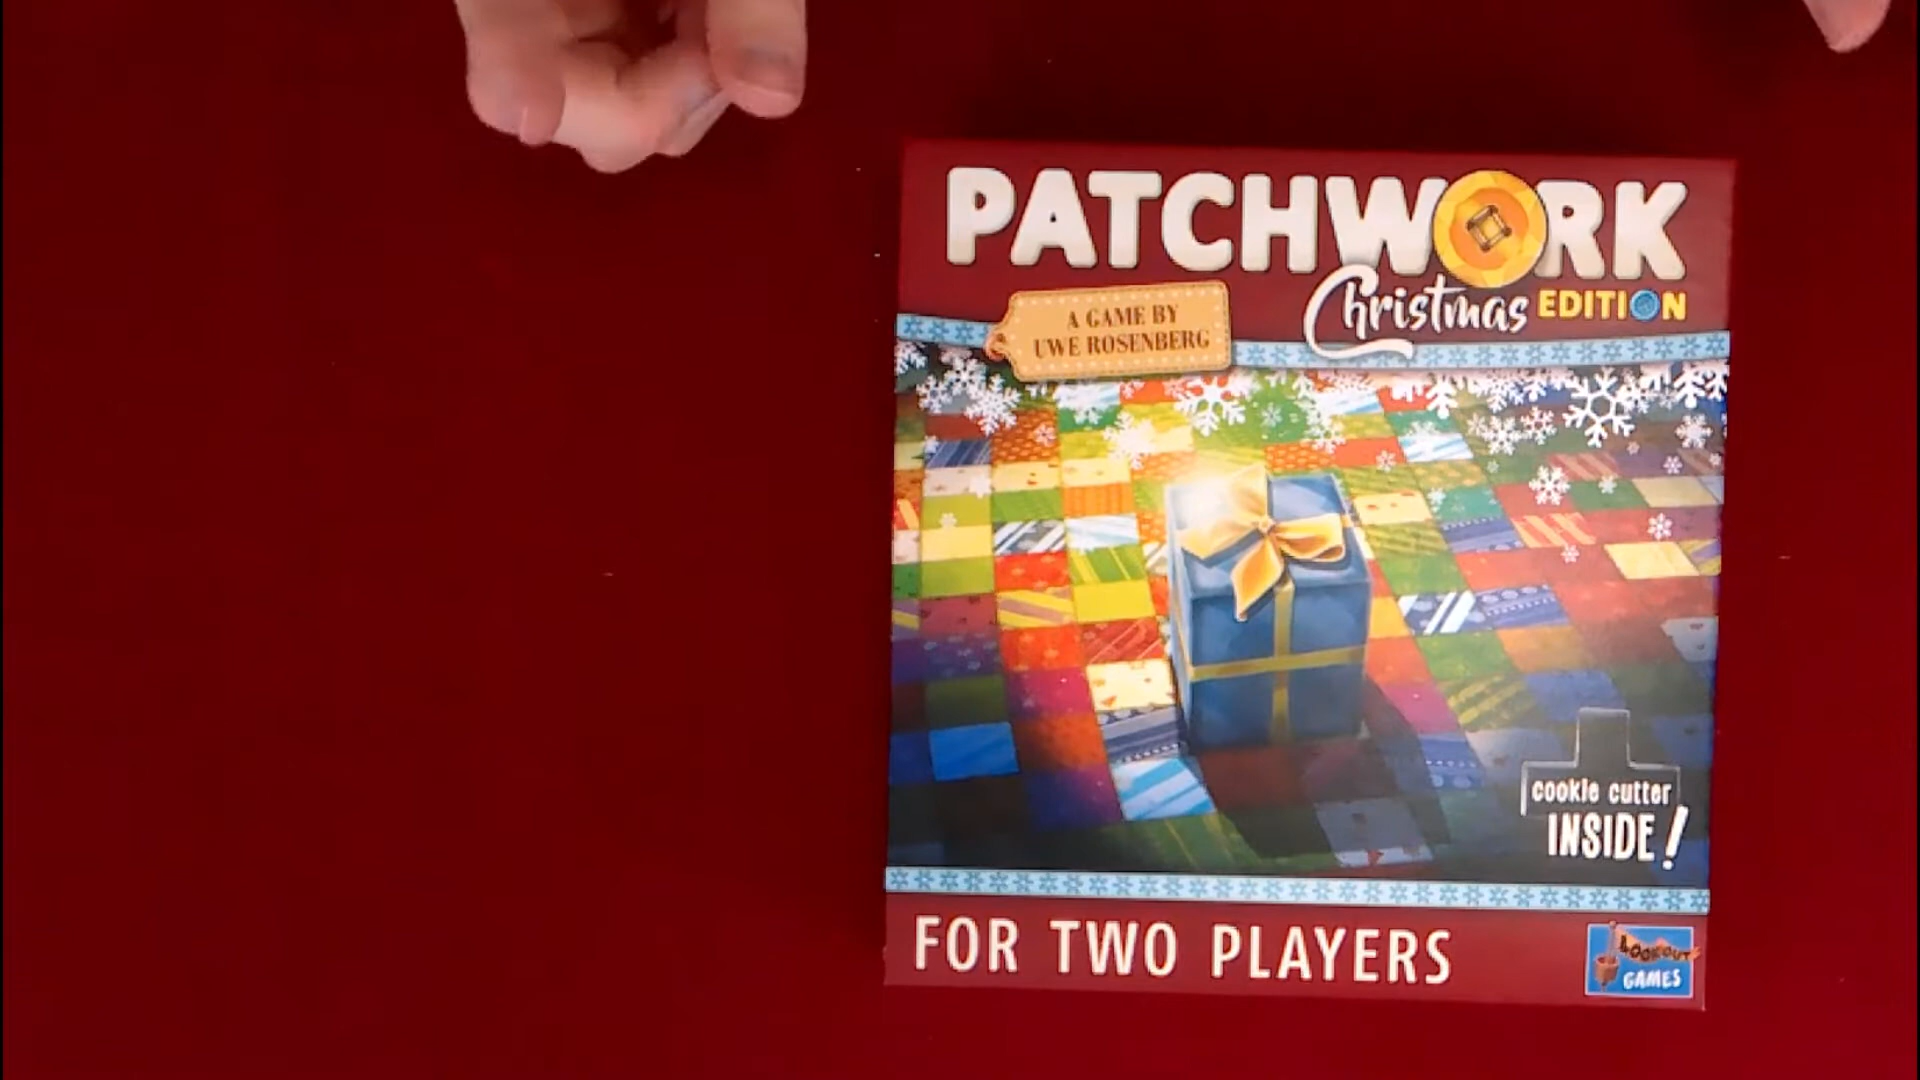 PATCHWORK
Christmas EDITION
A GAME BY
UWE ROSENBERG
cookie cutter
INSIDE!
FOR TWO PLAYERS
LOOKOUT
GAMES